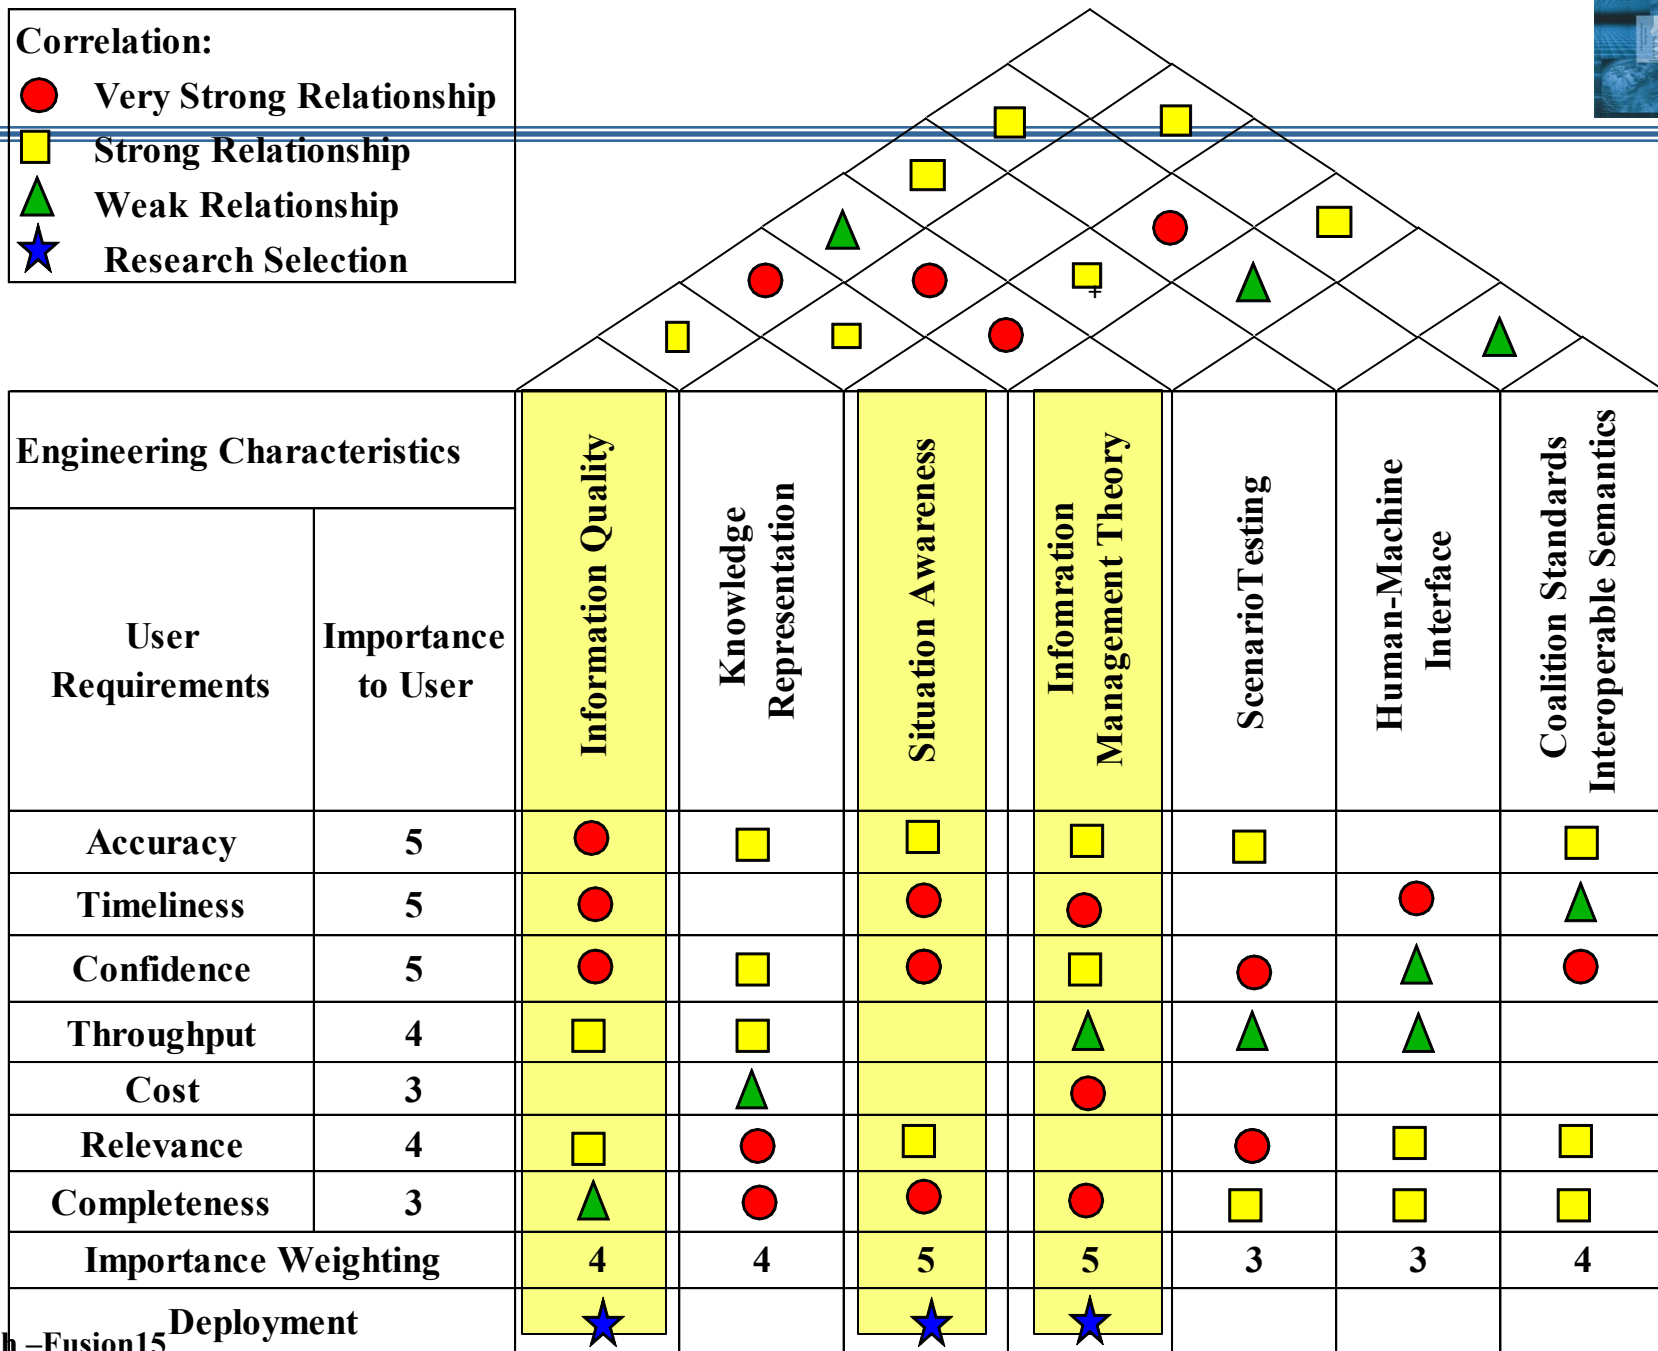 Correlation:
Very Strong Relationship
Strong Relationship
Weak Relationship
Research Selection
‡
Engineering Characteristics
User
Requirements
Importance
to User
Information Quality
Knowledge
Representation
Situation Awareness
Infomration
Management Theory
ScenarioTesting
Human-Machine
Interface
Coalition Standards
Interoperable Semantics
Accuracy 5
Timeliness 5
Confidence 5
Throughput 4
Cost 3
Relevance 4
Completeness 3
Importance Weighting 4 4 5 5 3 3 4
Deployment
h –Fusion15